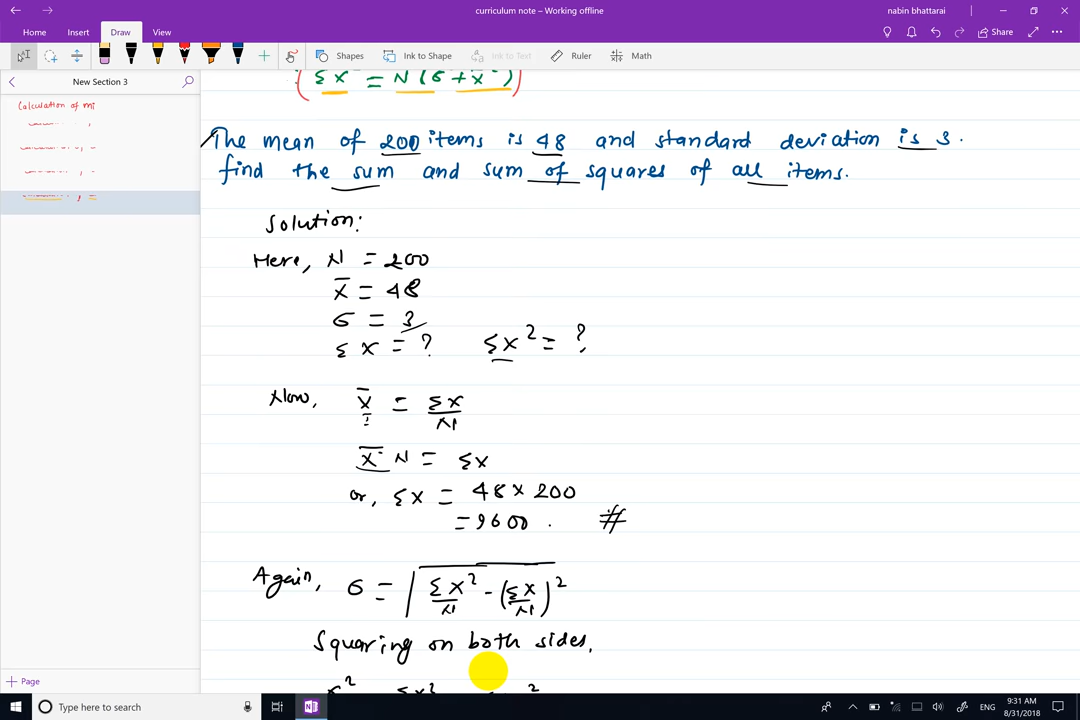 curriculum note – Working offline
nabin bhattarai
Home Insert Draw View
Share
Shapes Ink to Shape Ink to Text Ruler Math
New Section 3
Calculation of mi
(Σx² = N(σ²+x̄²))
The mean of 200 items is 48 and standard deviation is 3.
find the sum and sum of squares of all items.
Solution:
Here, N = 200
x̄ = 48
σ = 3
Σx = ? Σx² = ?
Now, x̄ = Σx/N
x̄ N = Σx
or, Σx = 48 x 200
= 9600. #
Again, σ = √(Σx²/N - (Σx/N)²)
Squaring on both sides,
+ Page
Type here to search
ENG
9:31 AM
8/31/2018